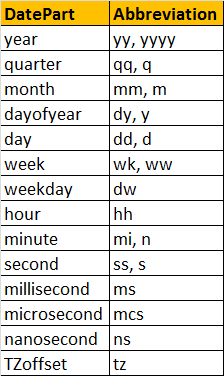 DatePart Abbreviation
year yy, yyyy
quarter qq, q
month mm, m
dayofyear dy, y
day dd, d
week wk, ww
weekday dw
hour hh
minute mi, n
second ss, s
millisecond ms
microsecond mcs
nanosecond ns
TZoffset tz